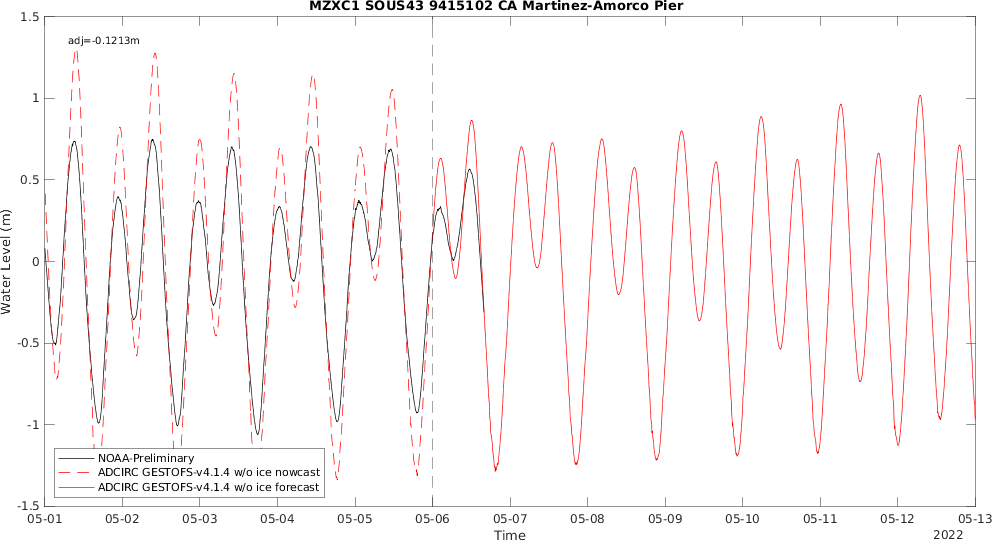 MZXC1 SOUS43 9415102 CA Martinez-Amorco Pier
adj=-0.1213m
1.5
1
0.5
0
-0.5
-1
-1.5
Water Level (m)
NOAA-Preliminary
ADCIRC GESTOFS-v4.1.4 w/o ice nowcast
ADCIRC GESTOFS-v4.1.4 w/o ice forecast
05-01 05-02 05-03 05-04 05-05 05-06 05-07 05-08 05-09 05-10 05-11 05-12 05-13
Time
2022